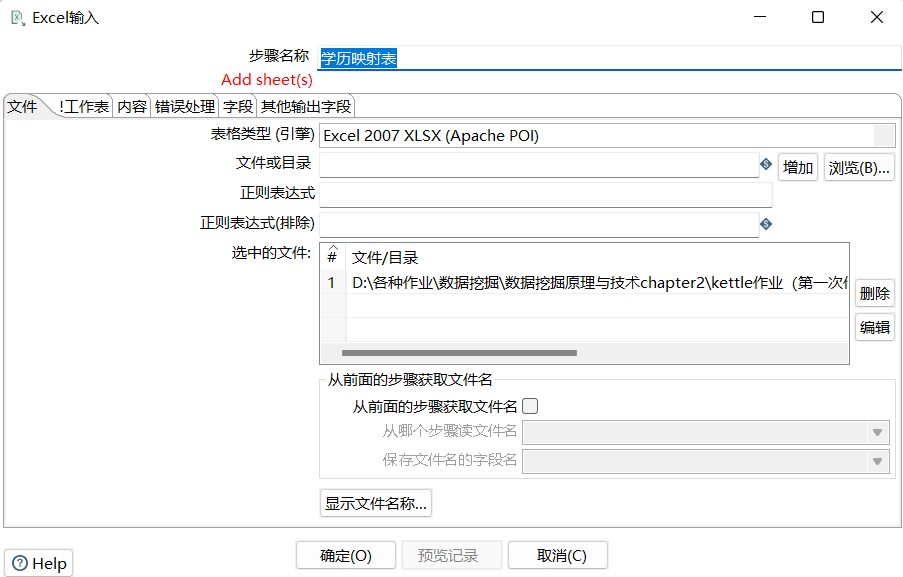 Excel输入
步骤名称 学历映射表
Add sheet(s)
文件 !工作表 内容 错误处理 字段 其他输出字段
表格类型 (引擎) Excel 2007 XLSX (Apache POI)
文件或目录 增加 浏览(B)...
正则表达式
正则表达式(排除)
选中的文件: # 文件/目录
1 D:\各种作业\数据挖掘\数据挖掘原理与技术chapter2\kettle作业（第一次
删除
编辑
从前面的步骤获取文件名
从前面的步骤获取文件名
从哪个步骤读文件名
保存文件名的字段名
显示文件名称...
Help 确定(O) 预览记录 取消(C)